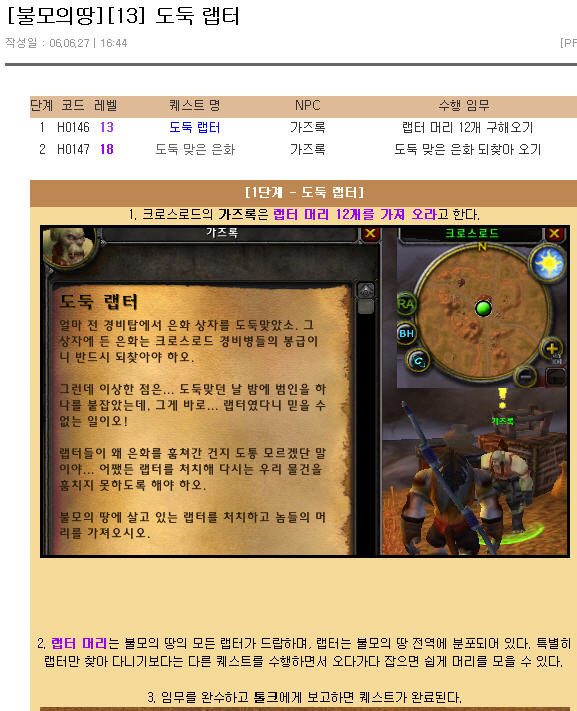 [불모의땅][13] 도둑 랩터
작성일 : 06,06,27 | 16:44
단계 코드 레벨 퀘스트 명 NPC 수행 임무
1 H0146 13 도둑 랩터 가즈록 랩터 머리 12개 구해오기
2 H0147 18 도둑 맞은 은화 가즈록 도둑 맞은 은화 되찾아 오기
[1단계 - 도둑 랩터]
1. 크로스로드의 가즈록은 랩터 머리 12개를 가져 오라고 한다.
가즈록
크로스로드
N
RA
BH
도둑 랩터
얼마 전 경비탑에서 은화 상자를 도둑맞았소. 그
상자에 든 은화는 크로스로드 경비병들의 봉급이
니 반드시 되찾아야 하오.
그런데 이상한 점은... 도둑맞던 날 밤에 범인을 하
나를 붙잡았는데, 그게 바로... 랩터였다니 믿을 수
없는 일이오!
랩터들이 왜 은화를 훔쳐간 건지 도통 모르겠단 말
이야... 어쨌든 랩터를 처치해 다시는 우리 물건을
훔치지 못하도록 해야 하오.
불모의 땅에 살고 있는 랩터를 처치하고 놈들의 머
리를 가져오시오.
가즈록
2. 랩터 머리는 불모의 땅의 모든 랩터가 드랍하며, 랩터는 불모의 땅 전역에 분포되어 있다. 특별히
랩터만 찾아 다니기보다는 다른 퀘스트를 수행하면서 오다가다 잡으면 쉽게 머리를 모을 수 있다.
3. 임무를 완수하고 톨크에게 보고하면 퀘스트가 완료된다.